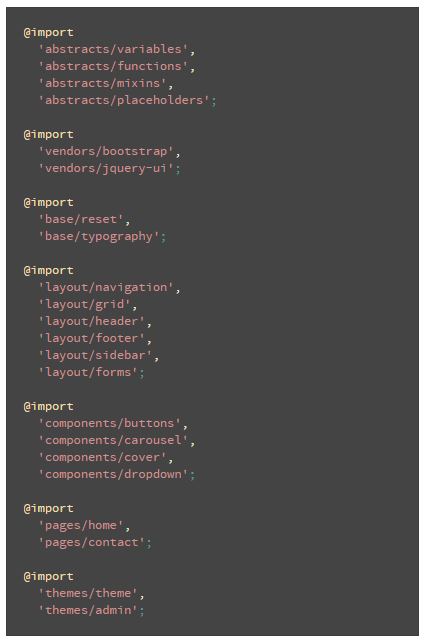 @import
'abstracts/variables',
'abstracts/functions',
'abstracts/mixins',
'abstracts/placeholders';
@import
'vendors/bootstrap',
'vendors/jquery-ui';
@import
'base/reset',
'base/typography';
@import
'layout/navigation',
'layout/grid',
'layout/header',
'layout/footer',
'layout/sidebar',
'layout/forms';
@import
'components/buttons',
'components/carousel',
'components/cover',
'components/dropdown';
@import
'pages/home',
'pages/contact';
@import
'themes/theme',
'themes/admin';